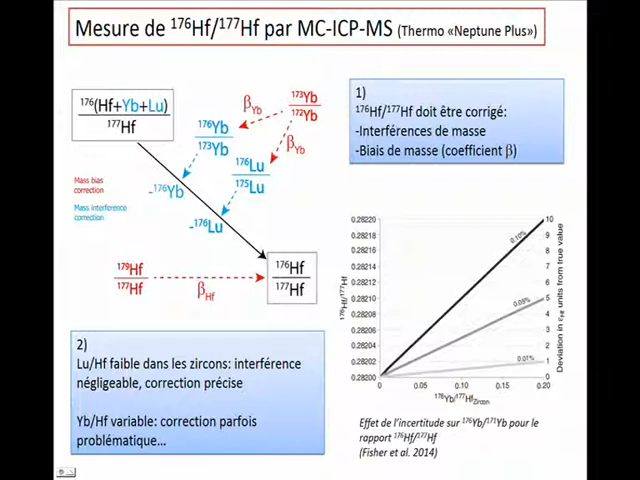 Mesure de ¹⁷⁶Hf/¹⁷⁷Hf par MC-ICP-MS (Thermo «Neptune Plus»)
¹⁷⁶(Hf+Yb+Lu)
¹⁷⁷Hf
¹⁷³Yb
¹⁷²Yb
βYb
¹⁷⁶Yb
¹⁷³Yb
βYb
¹⁷⁶Lu
¹⁷⁵Lu
Mass bias
correction
Mass interference
correction
-¹⁷⁶Yb
-¹⁷⁶Lu
¹⁷⁹Hf
¹⁷⁷Hf
βHf
¹⁷⁶Hf
¹⁷⁷Hf
1)
¹⁷⁶Hf/¹⁷⁷Hf doit être corrigé:
-Interférences de masse
-Biais de masse (coefficient β)
2)
Lu/Hf faible dans les zircons: interférence
négligeable, correction précise
Yb/Hf variable: correction parfois
problématique…
0.28220
0.28218
0.28216
0.28214
0.28212
0.28210
0.28208
0.28206
0.28204
0.28202
0.28200
¹⁷⁶Hf/¹⁷⁷Hf
0.10%
0.05%
0.01%
10
9
8
7
6
5
4
3
2
1
0
Deviation in εHf units from true value
0
0.05
0.10
0.15
0.20
¹⁷⁶Yb/¹⁷⁷HfZircon
Effet de l'incertitude sur ¹⁷⁶Yb/¹⁷¹Yb pour le
rapport ¹⁷⁶Hf/¹⁷⁷Hf
(Fisher et al. 2014)